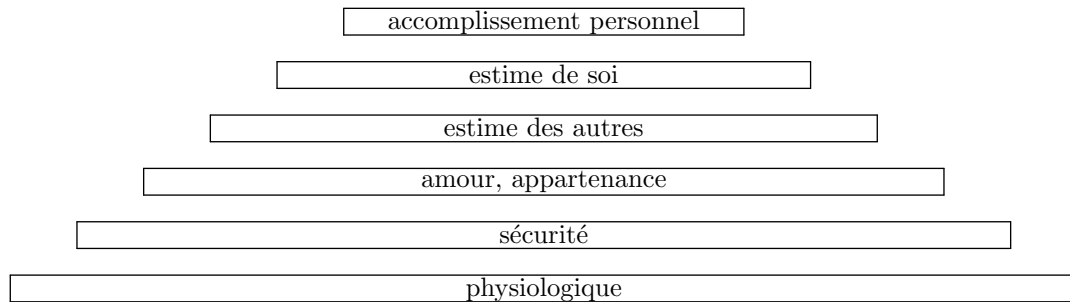 accomplissement personnel
estime de soi
estime des autres
amour, appartenance
sécurité
physiologique